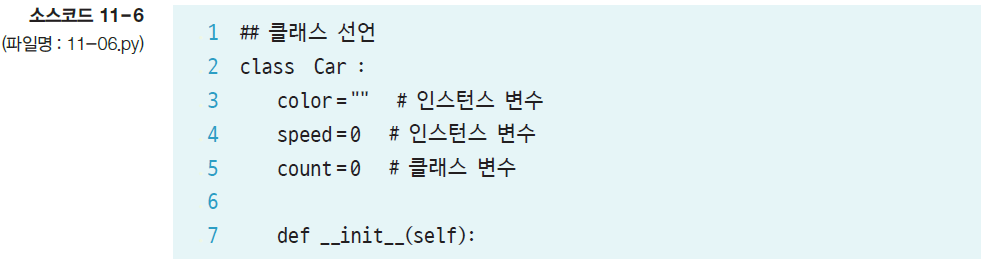 소스코드 11-6
(파일명 : 11-06.py)
1 ## 클래스 선언
2 class Car :
3 color="" # 인스턴스 변수
4 speed=0 # 인스턴스 변수
5 count=0 # 클래스 변수
6
7 def __init__(self):